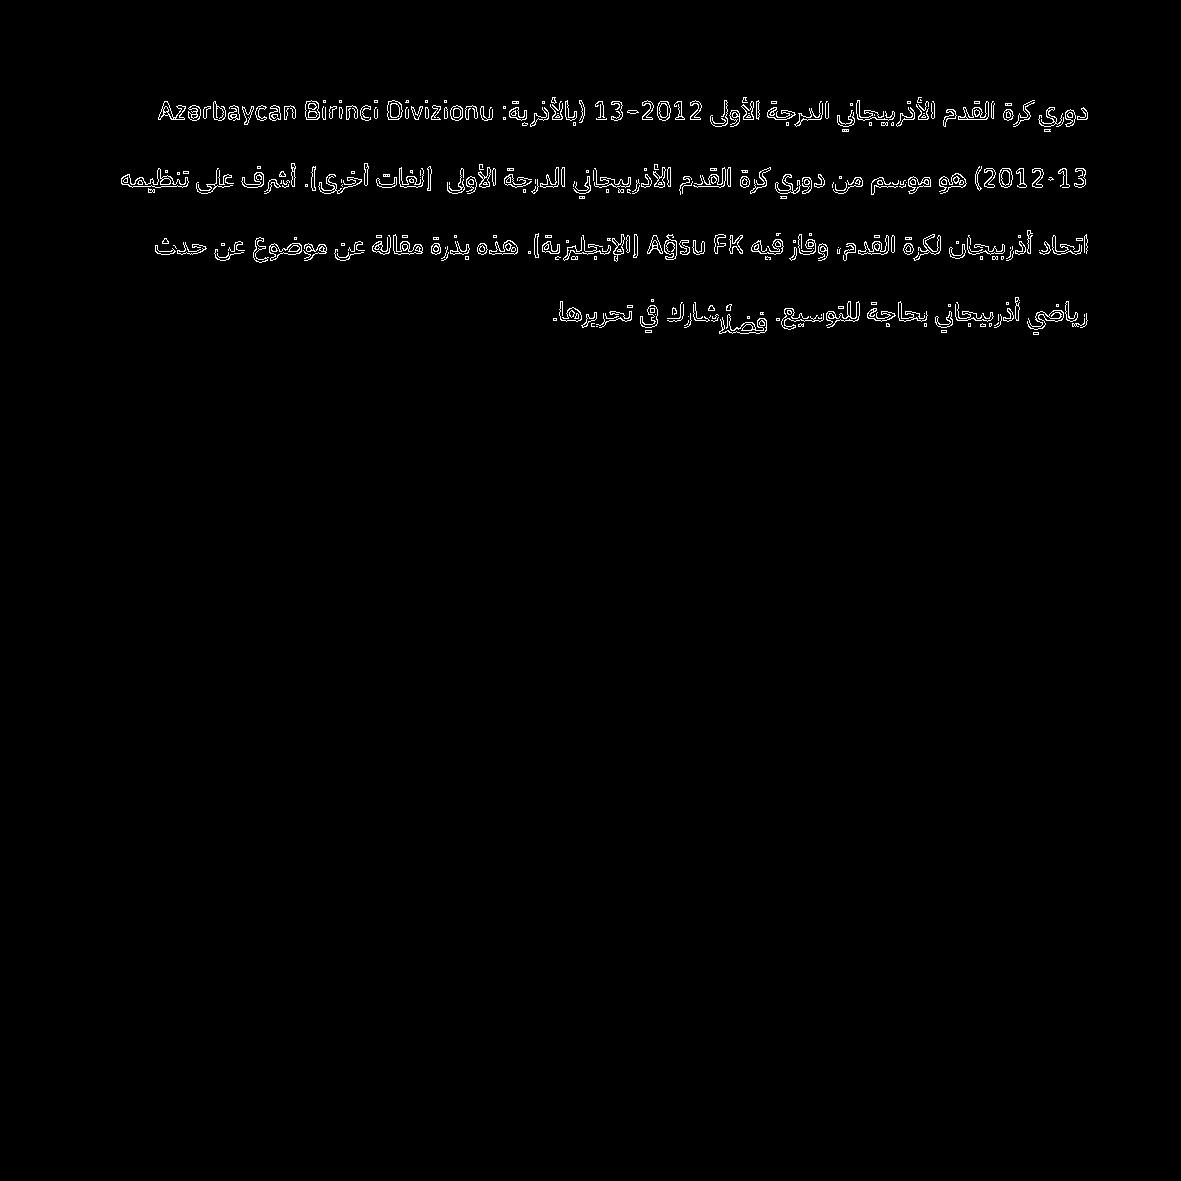 دوري كرة القدم الأذربيجاني الدرجة الأولى 2012–13 (بالأذرية: Azərbaycan Birinci Divizionu
2012-13) هو موسم من دوري كرة القدم الأذربيجاني الدرجة الأولى [لغات أخرى]. أشرف على تنظيمه
اتحاد أذربيجان لكرة القدم، وفاز فيه Ağsu FK [الإنجليزية]. هذه بذرة مقالة عن موضوع عن حدث
رياضي أذربيجاني بحاجة للتوسيع. فضلًا شارك في تحريرها.